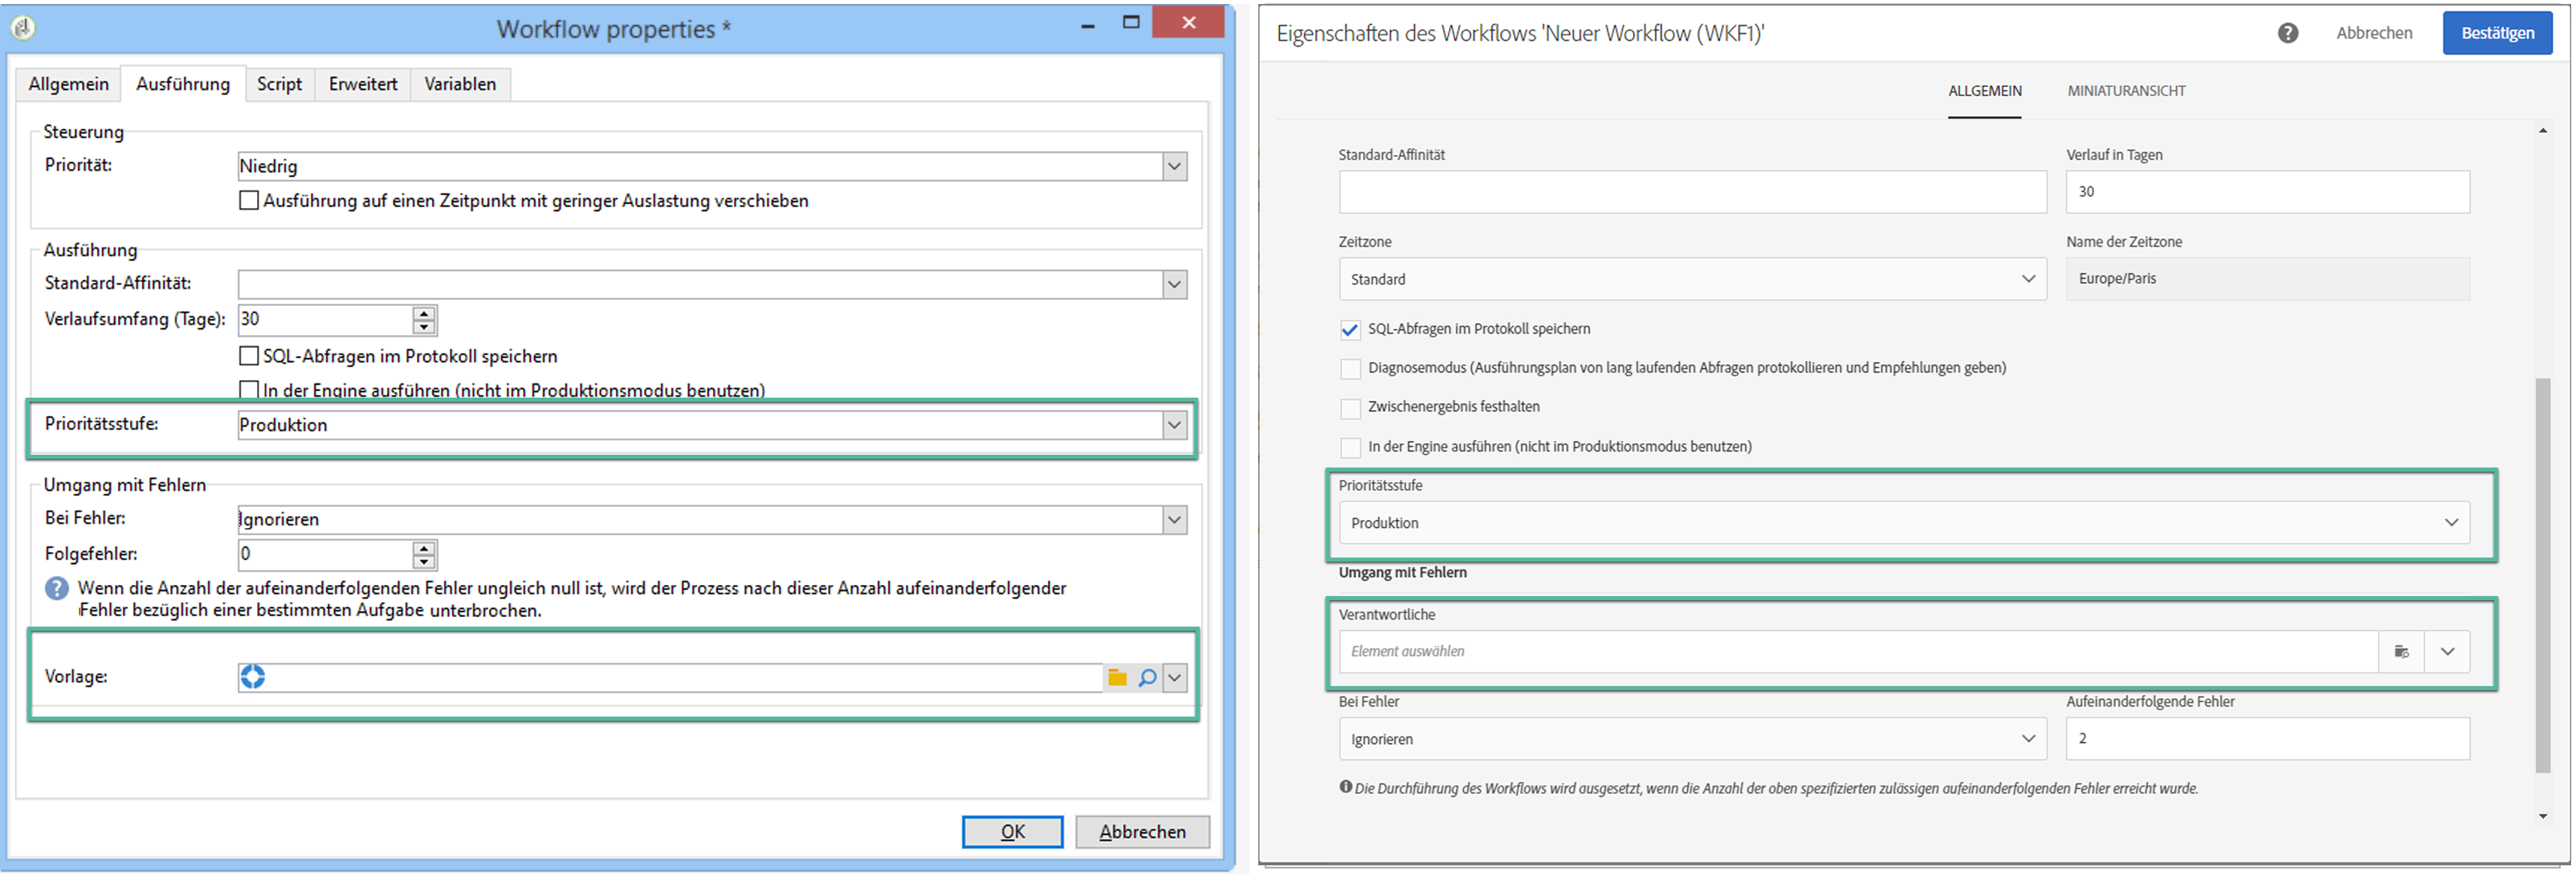 Workflow properties *
Allgemein Ausführung Script Erweitert Variablen
Steuerung
Priorität: Niedrig
Ausführung auf einen Zeitpunkt mit geringer Auslastung verschieben
Ausführung
Standard-Affinität:
Verlaufsumfang (Tage): 30
SQL-Abfragen im Protokoll speichern
In der Engine ausführen (nicht im Produktionsmodus benutzen)
Prioritätsstufe: Produktion
Umgang mit Fehlern
Bei Fehler: Ignorieren
Folgefehler: 0
Wenn die Anzahl der aufeinanderfolgenden Fehler ungleich null ist, wird der Prozess nach dieser Anzahl aufeinanderfolgender
Fehler bezüglich einer bestimmten Aufgabe unterbrochen.
Vorlage:
OK Abbrechen
Eigenschaften des Workflows 'Neuer Workflow (WKF1)'
Abbrechen Bestätigen
ALLGEMEIN MINIATURANSICHT
Standard-Affinität Verlauf in Tagen
30
Zeitzone Name der Zeitzone
Standard Europe/Paris
SQL-Abfragen im Protokoll speichern
Diagnosemodus (Ausführungsplan von lang laufenden Abfragen protokollieren und Empfehlungen geben)
Zwischenergebnis festhalten
In der Engine ausführen (nicht im Produktionsmodus benutzen)
Prioritätsstufe
Produktion
Umgang mit Fehlern
Verantwortliche
Element auswählen
Bei Fehler Aufeinanderfolgende Fehler
Ignorieren 2
Die Durchführung des Workflows wird ausgesetzt, wenn die Anzahl der oben spezifizierten zulässigen aufeinanderfolgenden Fehler erreicht wurde.